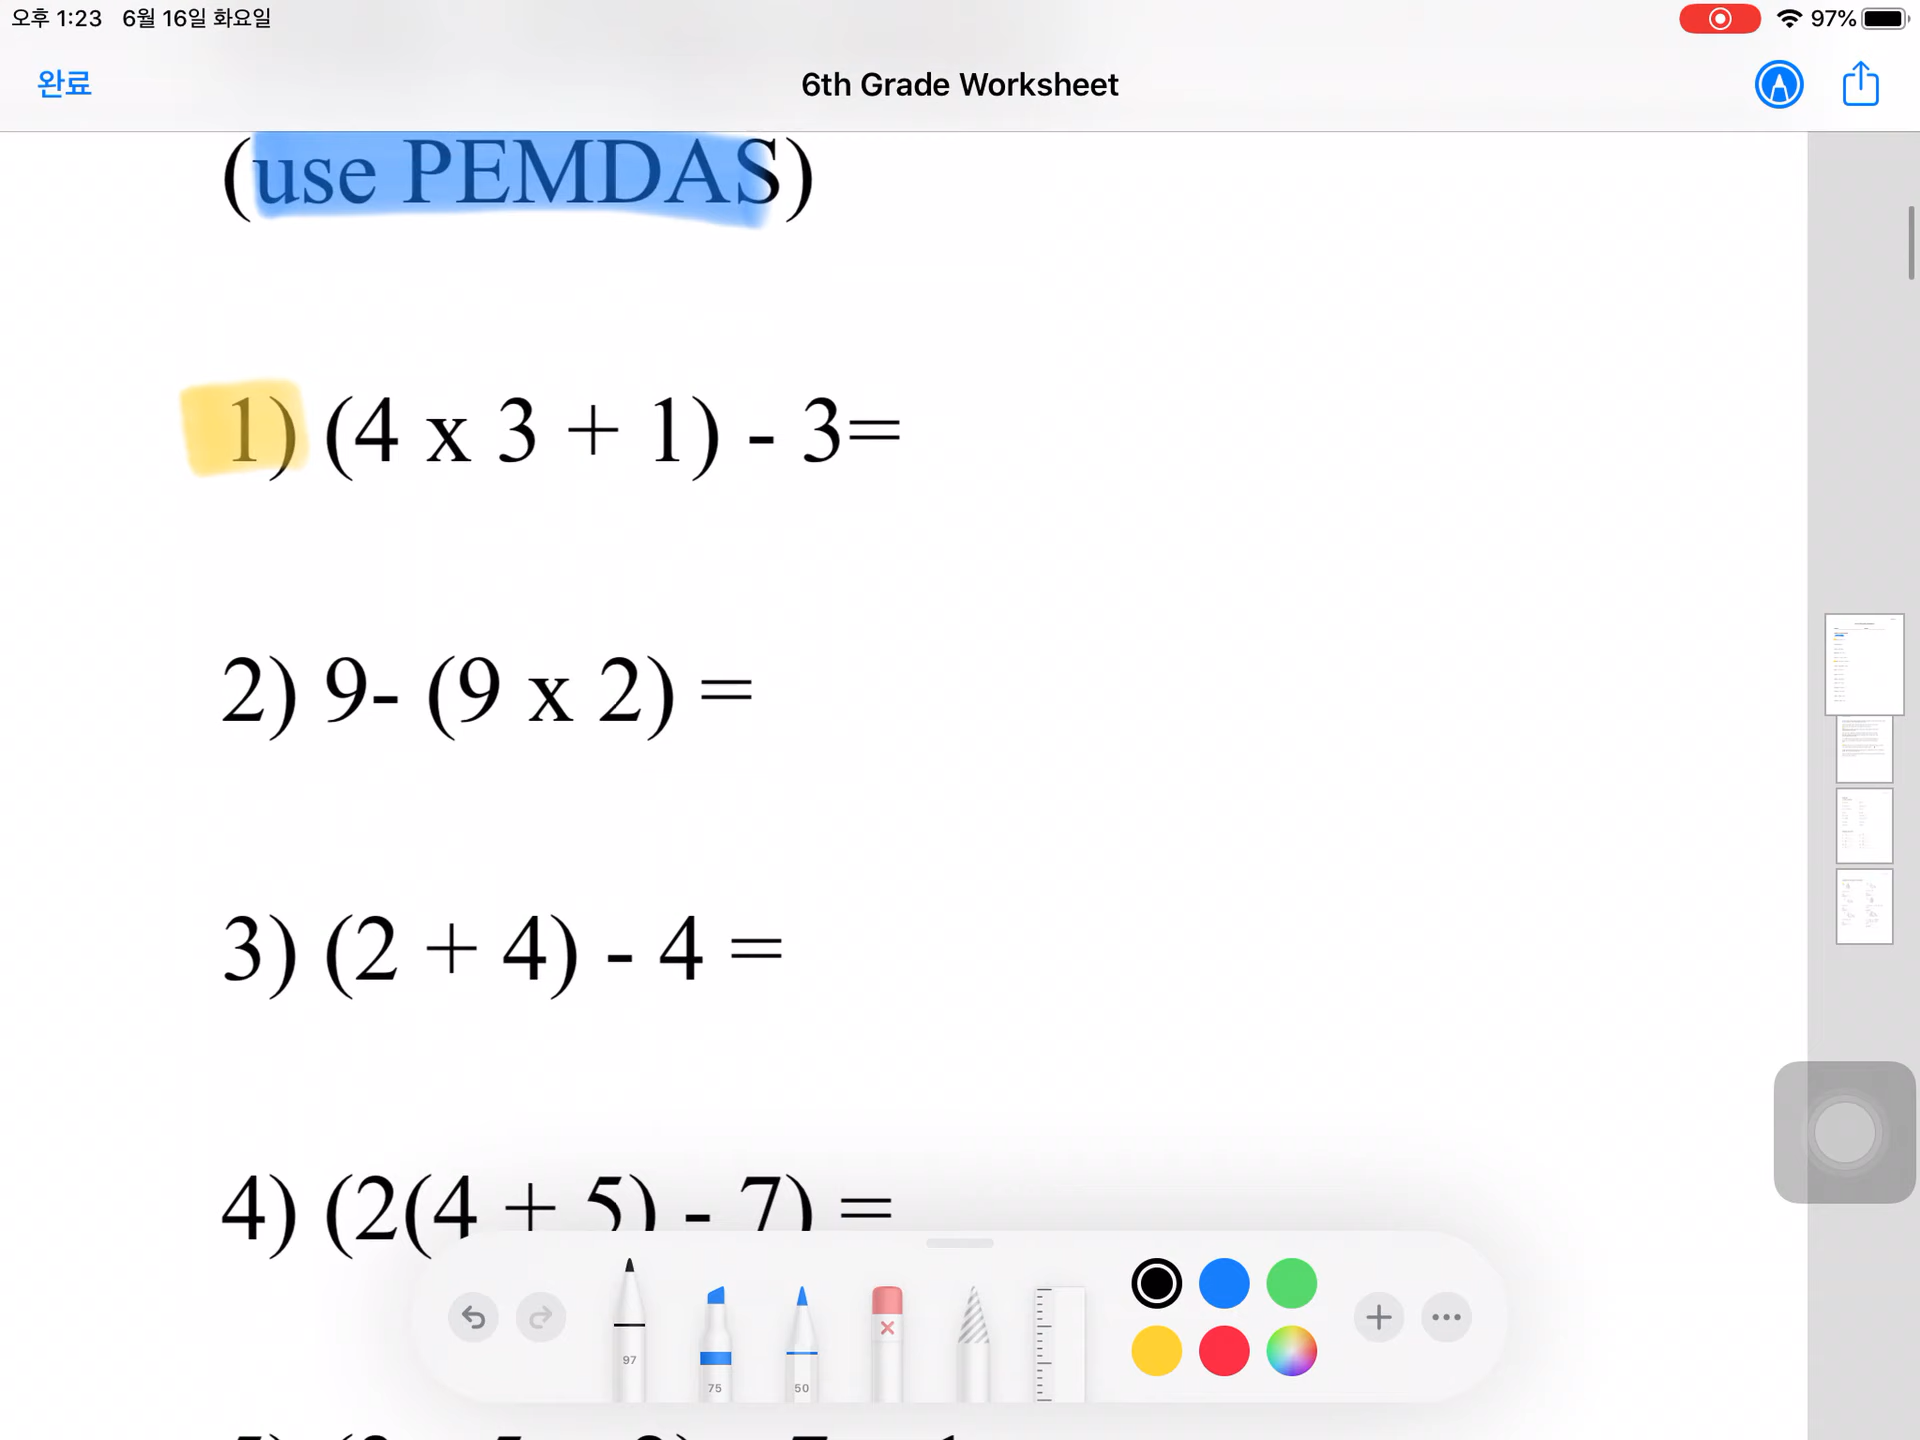 오후 1:23 6월 16일 화요일 97%
완료 6th Grade Worksheet
(use PEMDAS)
1) (4 x 3 + 1) - 3=
2) 9- (9 x 2) =
3) (2 + 4) - 4 =
4) (2(4 + 5) - 7) =
97 75 50